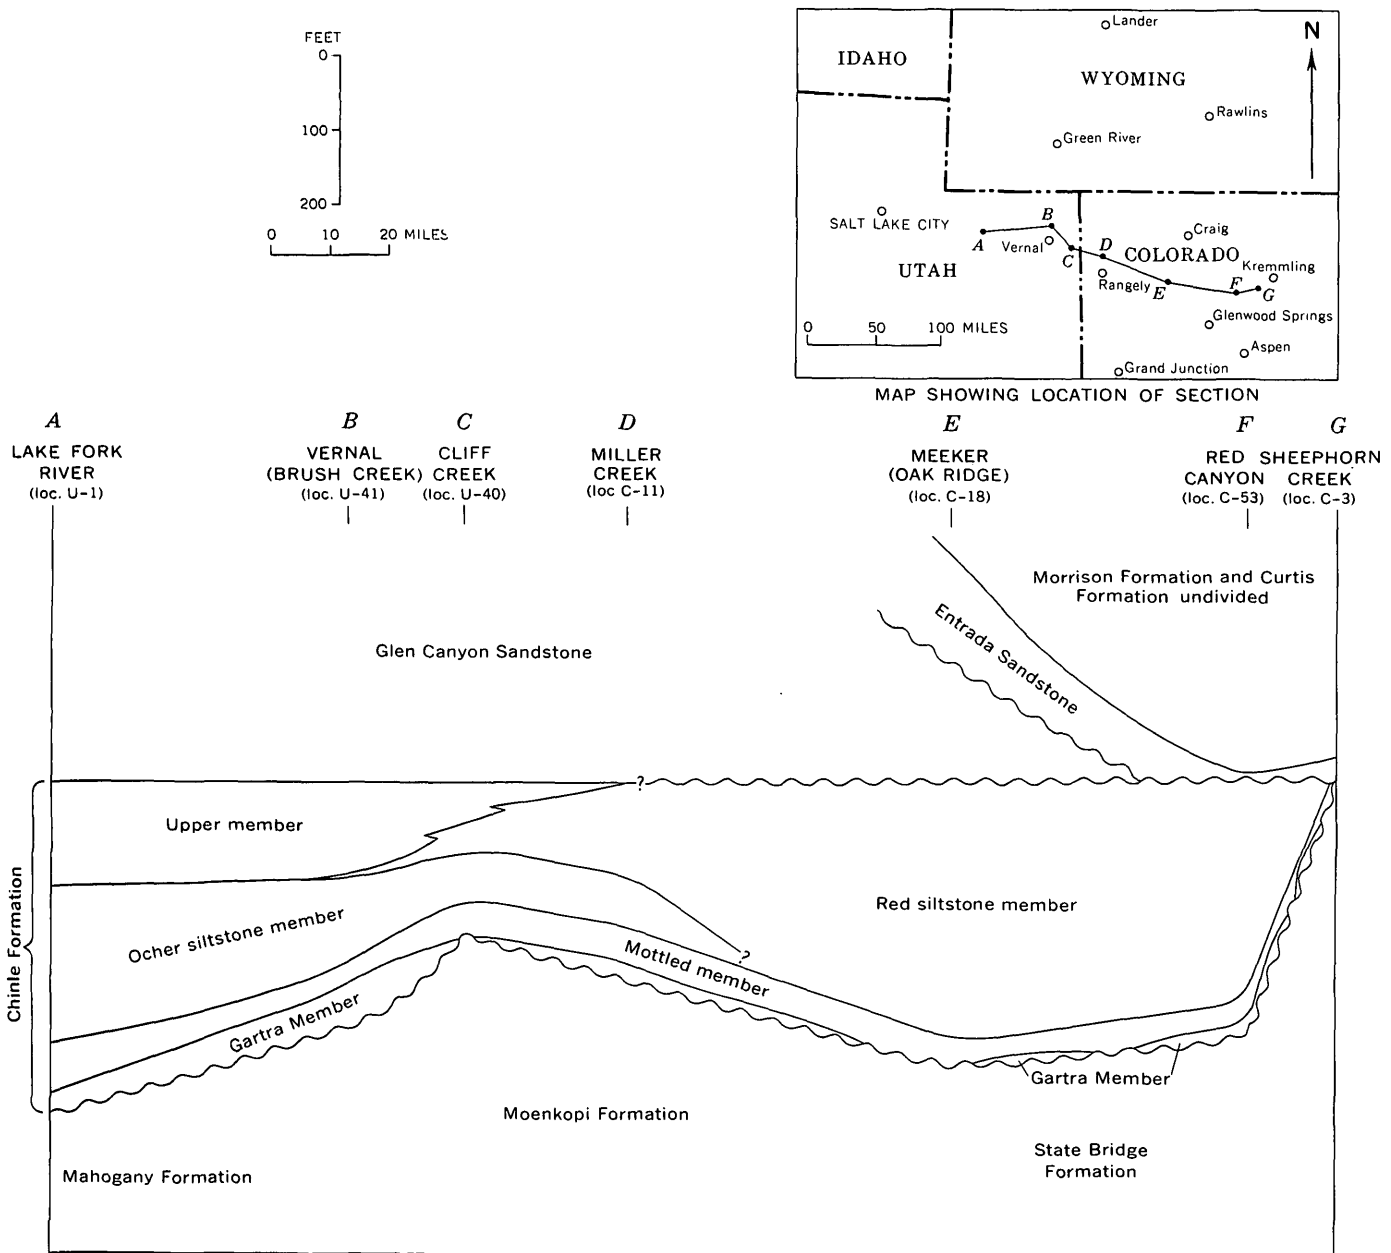 FEET
0
100
200
0 10 20 MILES
IDAHO
WYOMING
N
Lander
Rawlins
Green River
SALT LAKE CITY
Vernal
UTAH
COLORADO
Craig
Kremmling
Rangely
Glenwood Springs
Aspen
Grand Junction
A
B
C
D
E
F
G
0 50 100 MILES
MAP SHOWING LOCATION OF SECTION
A
LAKE FORK
RIVER
(loc. U-1)
B
VERNAL
(BRUSH CREEK)
(loc. U-41)
C
CLIFF
CREEK
(loc. U-40)
D
MILLER
CREEK
(loc C-11)
E
MEEKER
(OAK RIDGE)
(loc. C-18)
F
RED
CANYON
(loc. C-53)
G
SHEEPHORN
CREEK
(loc. C-3)
Morrison Formation and Curtis
Formation undivided
Entrada Sandstone
Glen Canyon Sandstone
?
Upper member
Chinle Formation
Ocher siltstone member
Red siltstone member
Mottled member
?
Gartra Member
Gartra Member
Moenkopi Formation
State Bridge
Formation
Mahogany Formation